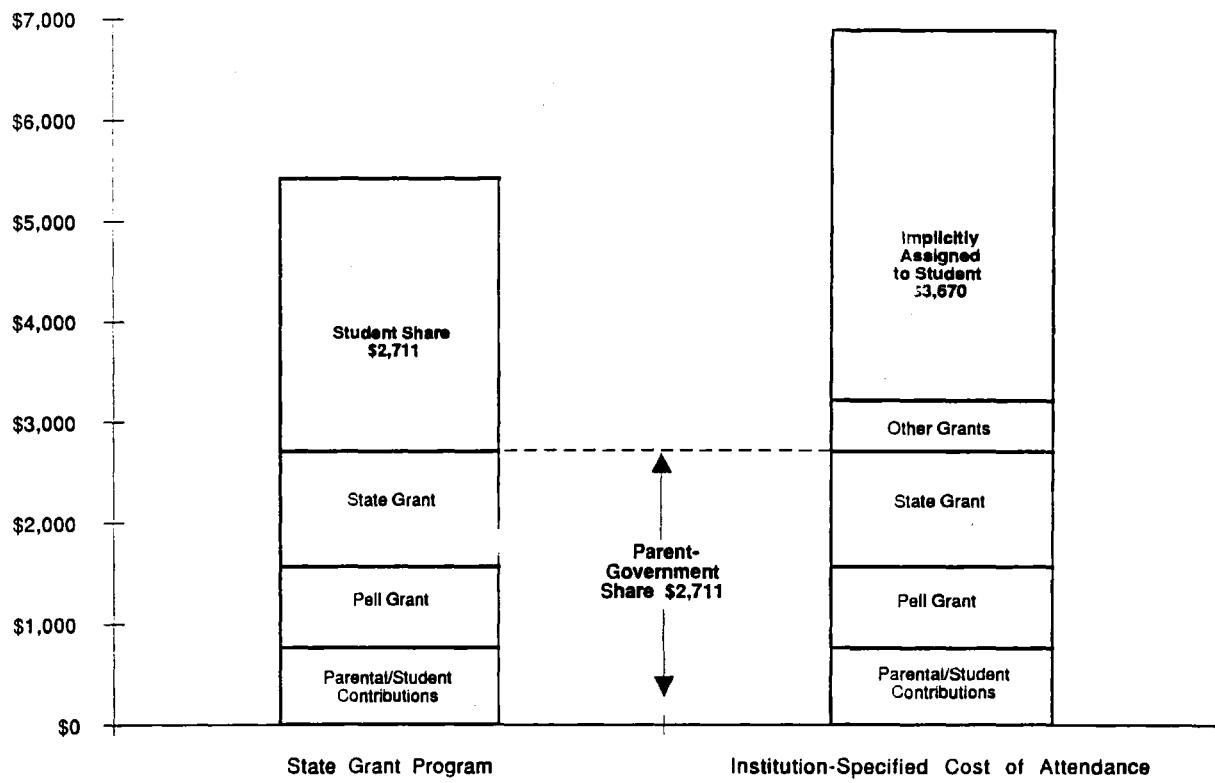 $7,000
$6,000
$5,000
$4,000
$3,000
$2,000
$1,000
$0
Student Share
$2,711
State Grant
Pell Grant
Parental/Student
Contributions
Parent-
Government
Share $2,711
Implicitly
Assigned
to Student
$3,670
Other Grants
State Grant
Pell Grant
Parental/Student
Contributions
State Grant Program
Institution-Specified Cost of Attendance